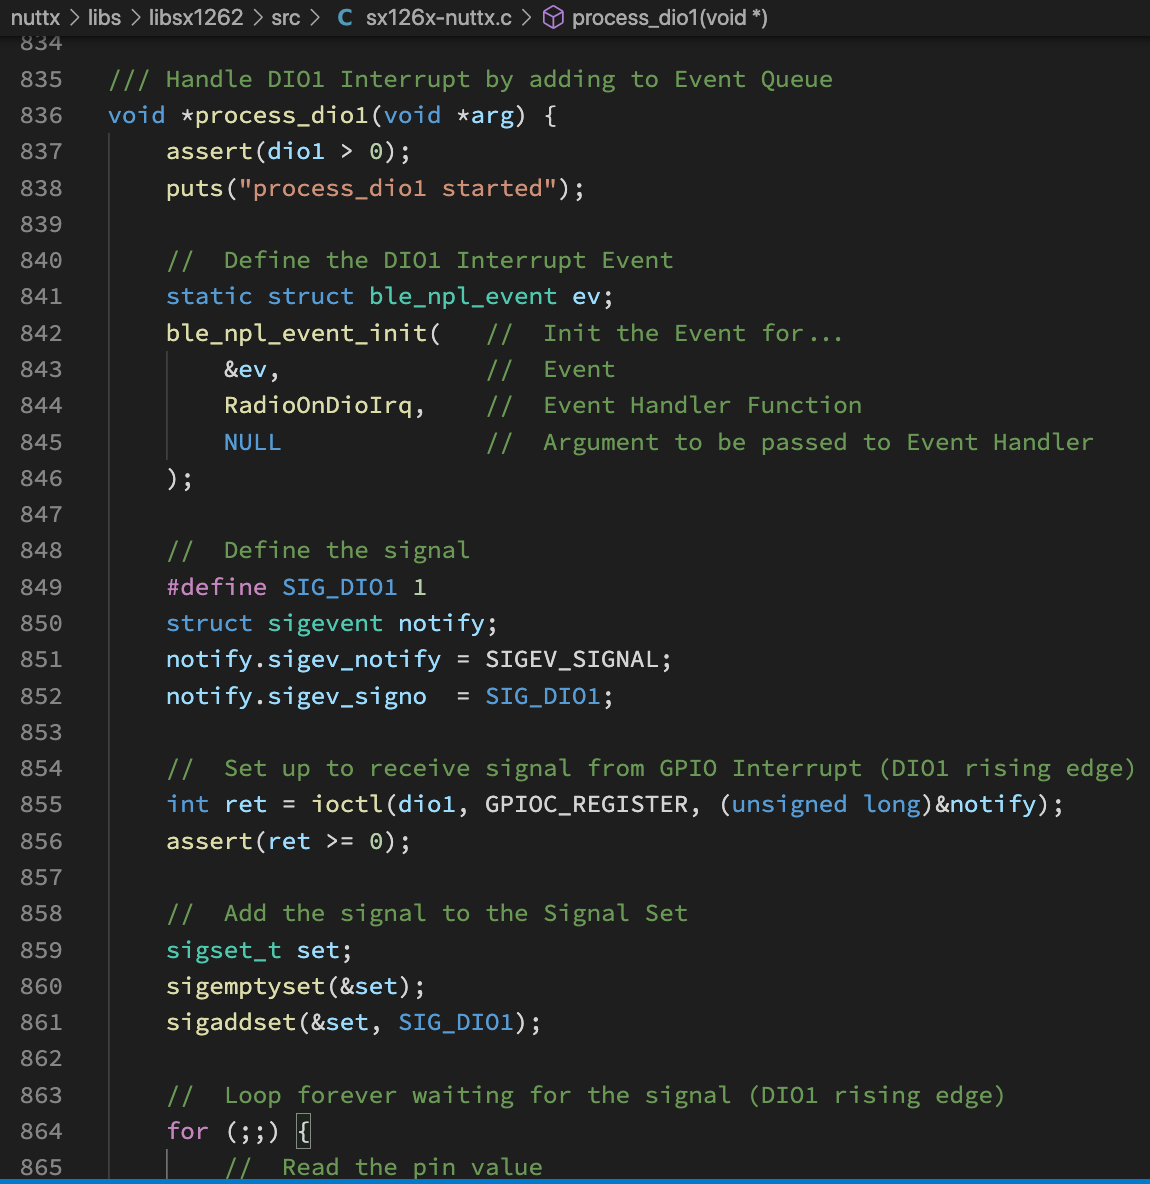 nuttx > libs > libsx1262 > src > C sx126x-nuttx.c > process_dio1(void *)
834
835 /// Handle DIO1 Interrupt by adding to Event Queue
836 void *process_dio1(void *arg) {
837     assert(dio1 > 0);
838     puts("process_dio1 started");
839
840     //  Define the DIO1 Interrupt Event
841     static struct ble_npl_event ev;
842     ble_npl_event_init(   //  Init the Event for...
843         &ev,              //  Event
844         RadioOnDioIrq,    //  Event Handler Function
845         NULL              //  Argument to be passed to Event Handler
846     );
847
848     //  Define the signal
849     #define SIG_DIO1 1
850     struct sigevent notify;
851     notify.sigev_notify = SIGEV_SIGNAL;
852     notify.sigev_signo  = SIG_DIO1;
853
854     //  Set up to receive signal from GPIO Interrupt (DIO1 rising edge)
855     int ret = ioctl(dio1, GPIOC_REGISTER, (unsigned long)&notify);
856     assert(ret >= 0);
857
858     //  Add the signal to the Signal Set
859     sigset_t set;
860     sigemptyset(&set);
861     sigaddset(&set, SIG_DIO1);
862
863     //  Loop forever waiting for the signal (DIO1 rising edge)
864     for (;;) {
865         //  Read the pin value